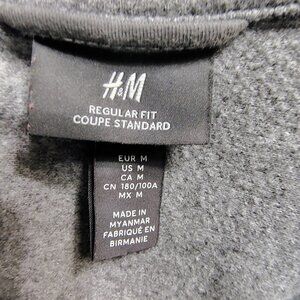 H&M
REGULAR FIT
COUPE STANDARD
EUR M
US M
CA M
CN 180/100A
MX M
MADE IN
MYANMAR
FABRIQUÉ EN
BIRMANIE